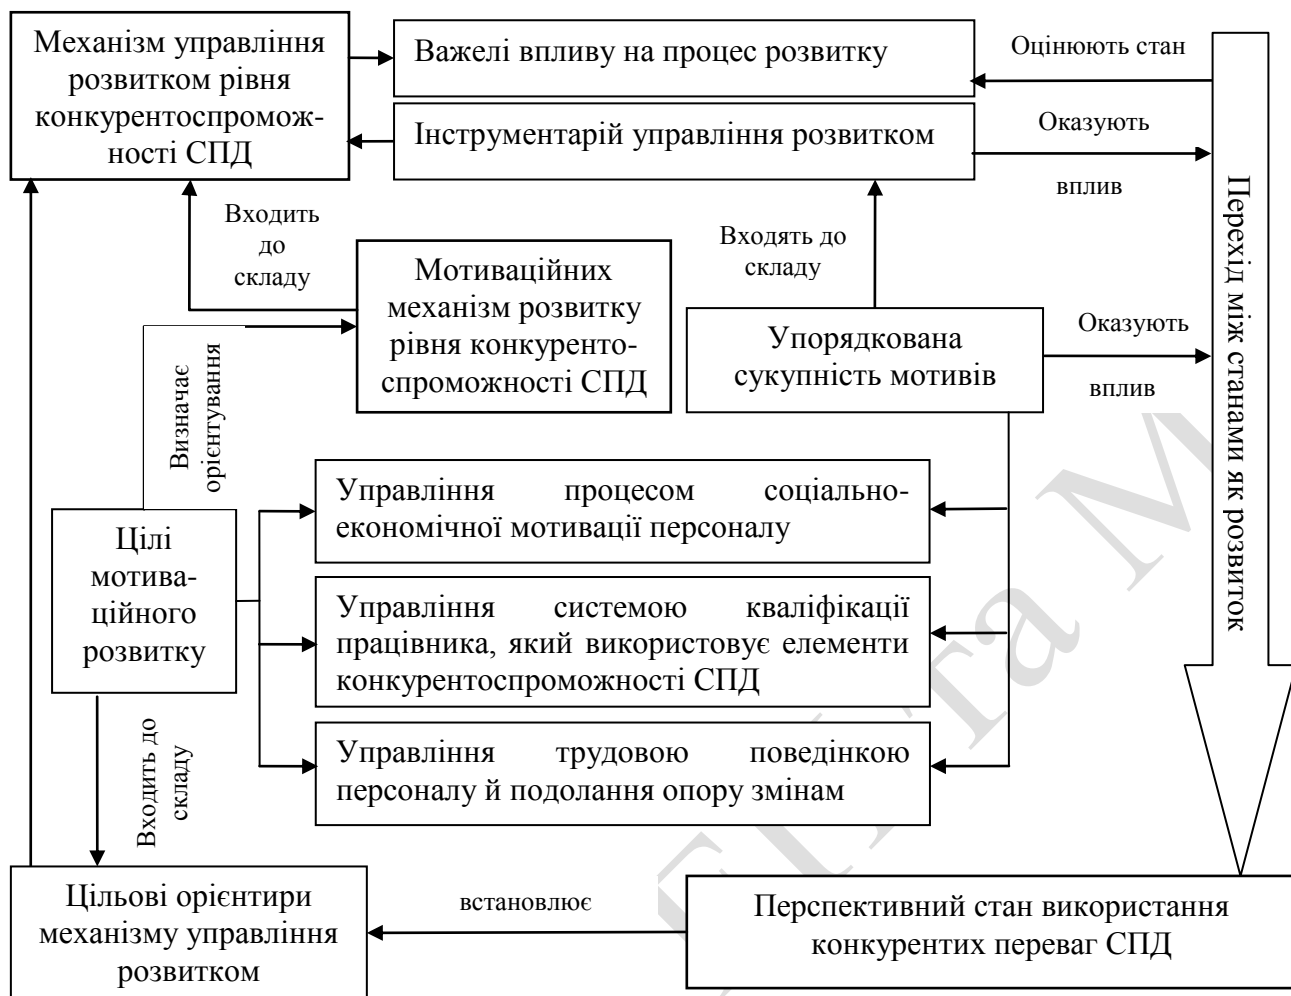 Механізм управління
розвитком рівня
конкурентоспромож-
ності СПД
Важелі впливу на процес розвитку
Оцінюють стан
Інструментарій управління розвитком
Оказують
вплив
Перехід між станами як розвиток
Входить
до
складу
Мотиваційних
механізм розвитку
рівня конкуренто-
спроможності СПД
Входять до
складу
Упорядкована
сукупність мотивів
Оказують
вплив
Визначає
орієнтування
Управління процесом соціально-
економічної мотивації персоналу
Цілі
мотива-
ційного
розвитку
Управління системою кваліфікації
працівника, який використовує елементи
конкурентоспроможності СПД
Управління трудовою поведінкою
персоналу й подолання опору змінам
Входить до
складу
Цільові орієнтири
механізму управління
розвитком
встановлює
Перспективний стан використання
конкурентих переваг СПД